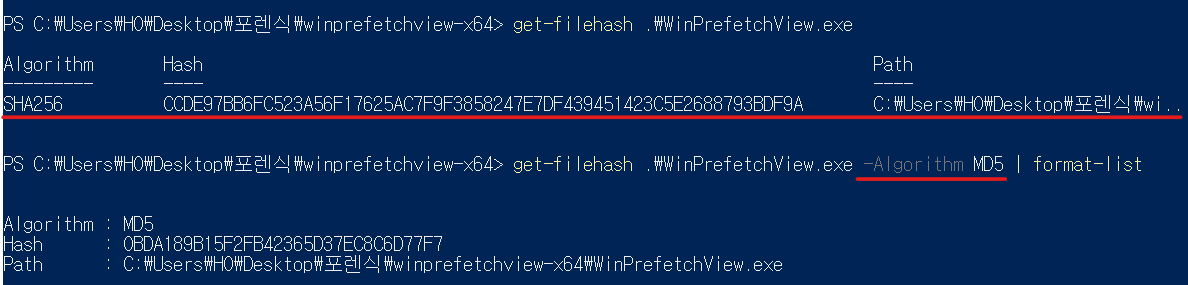 PS C:₩Users₩HO₩Desktop₩포렌식₩winprefetchview-x64> get-filehash .₩WinPrefetchView.exe
Algorithm Hash Path
--------- ---- ----
SHA256 CCDE97BB6FC523A56F17625AC7F9F3858247E7DF439451423C5E2688793BDF9A C:₩Users₩HO₩Desktop₩포렌식₩wi..
PS C:₩Users₩HO₩Desktop₩포렌식₩winprefetchview-x64> get-filehash .₩WinPrefetchView.exe -Algorithm MD5 | format-list
Algorithm : MD5
Hash : 0BDA189B15F2FB42365D37EC8C6D77F7
Path : C:₩Users₩HO₩Desktop₩포렌식₩winprefetchview-x64₩WinPrefetchView.exe